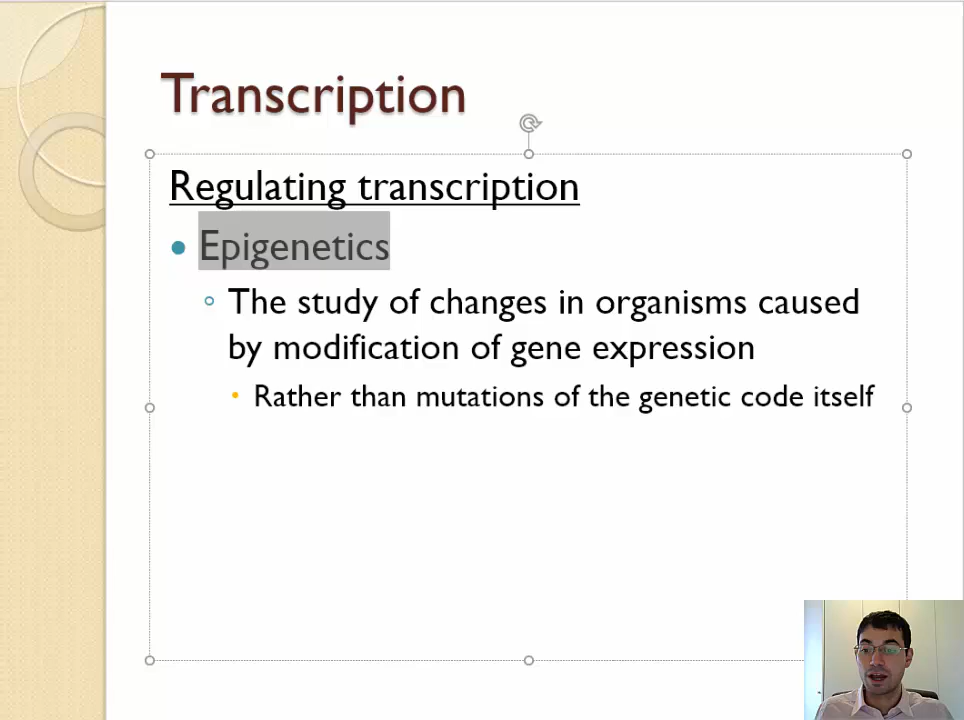 Transcription
Regulating transcription
Epigenetics
The study of changes in organisms caused
by modification of gene expression
Rather than mutations of the genetic code itself